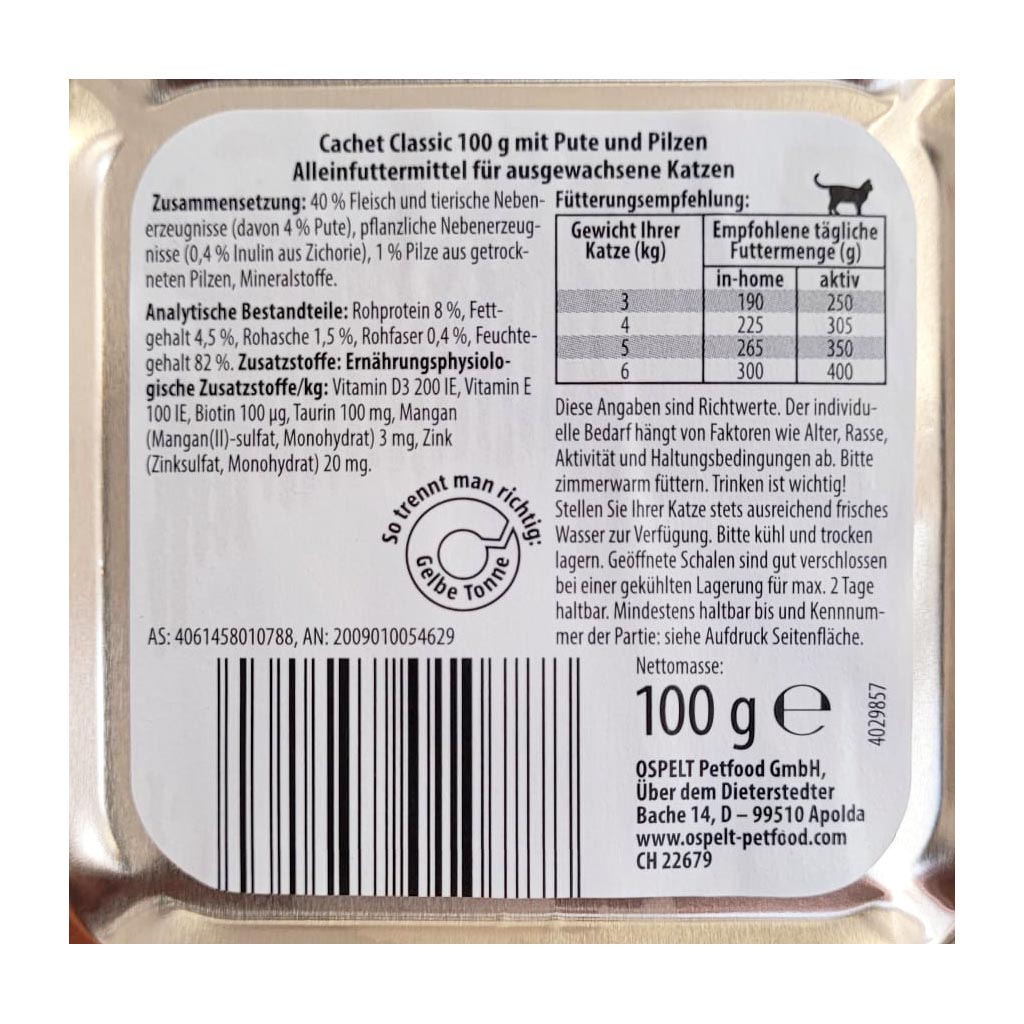 Cachet Classic 100 g mit Pute und Pilzen
Alleinfuttermittel für ausgewachsene Katzen
Zusammensetzung: 40 % Fleisch und tierische Neben-
erzeugnisse (davon 4 % Pute), pflanzliche Nebenerzeug-
nisse (0,4 % Inulin aus Zichorie), 1 % Pilze aus getrock-
neten Pilzen, Mineralstoffe.
Analytische Bestandteile: Rohprotein 8 %, Fett-
gehalt 4,5 %, Rohasche 1,5 %, Rohfaser 0,4 %, Feuchte-
gehalt 82 %. Zusatzstoffe: Ernährungsphysiolo-
gische Zusatzstoffe/kg: Vitamin D3 200 IE, Vitamin E
100 IE, Biotin 100 µg, Taurin 100 mg, Mangan
(Mangan(II)-sulfat, Monohydrat) 3 mg, Zink
(Zinksulfat, Monohydrat) 20 mg.
So trennt man richtig:
Gelbe Tonne
AS: 4061458010788, AN: 2009010054629
Fütterungsempfehlung:
Gewicht Ihrer Katze (kg) Empfohlene tägliche Futtermenge (g)
in-home aktiv
3 190 250
4 225 305
5 265 350
6 300 400
Diese Angaben sind Richtwerte. Der individu-
elle Bedarf hängt von Faktoren wie Alter, Rasse,
Aktivität und Haltungsbedingungen ab. Bitte
zimmerwarm füttern. Trinken ist wichtig!
Stellen Sie Ihrer Katze stets ausreichend frisches
Wasser zur Verfügung. Bitte kühl und trocken
lagern. Geöffnete Schalen sind gut verschlossen
bei einer gekühlten Lagerung für max. 2 Tage
haltbar. Mindestens haltbar bis und Kennnum-
mer der Partie: siehe Aufdruck Seitenfläche.
Nettomasse:
100 g e
4029857
OSPELT Petfood GmbH,
Über dem Dieterstedter
Bache 14, D – 99510 Apolda
www.ospelt-petfood.com
CH 22679